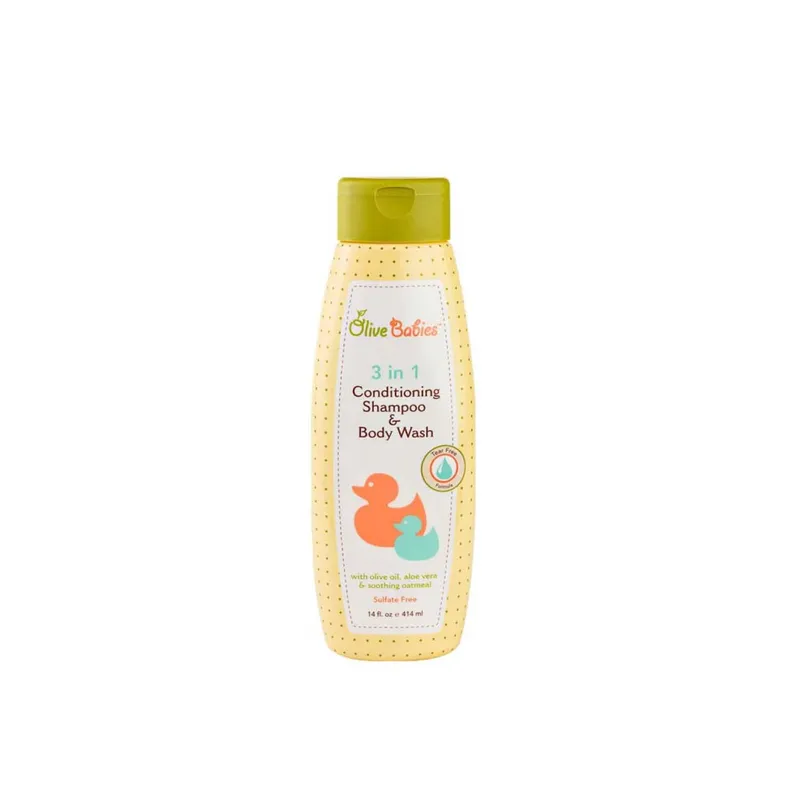 Olive Babies™
3 in 1
Conditioning
Shampoo
&
Body Wash
Tear Free
Formula
with olive oil, aloe vera
& soothing oatmeal
Sulfate Free
14 fl. oz e 414 ml